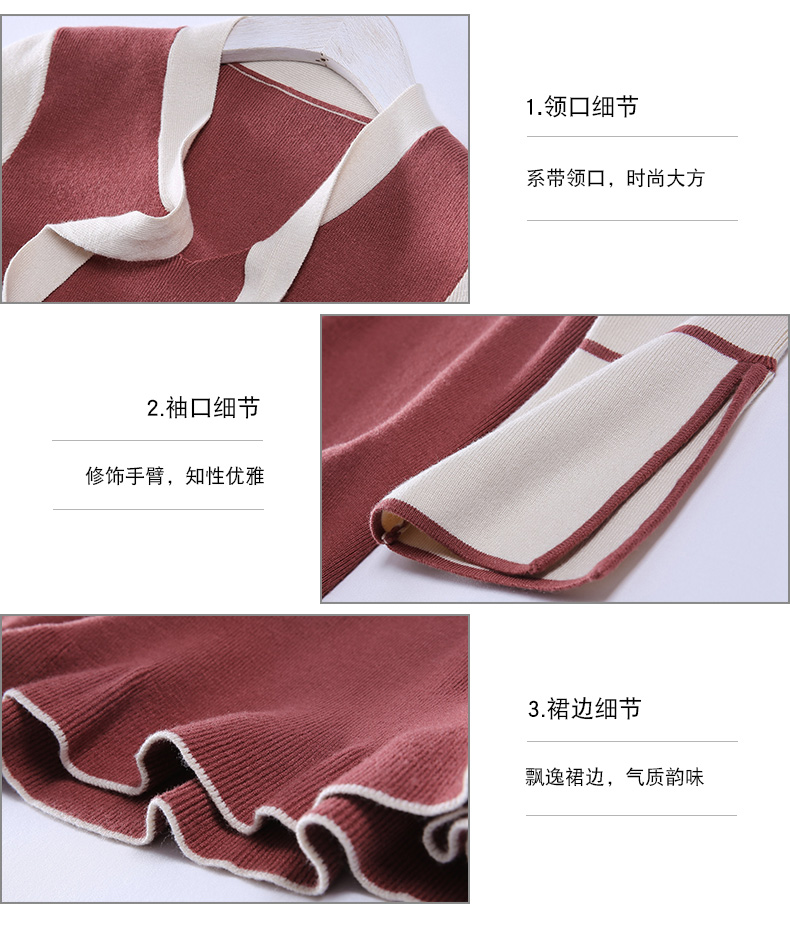 1.领口细节
系带领口，时尚大方
2.袖口细节
修饰手臂，知性优雅
3.裙边细节
飘逸裙边，气质韵味